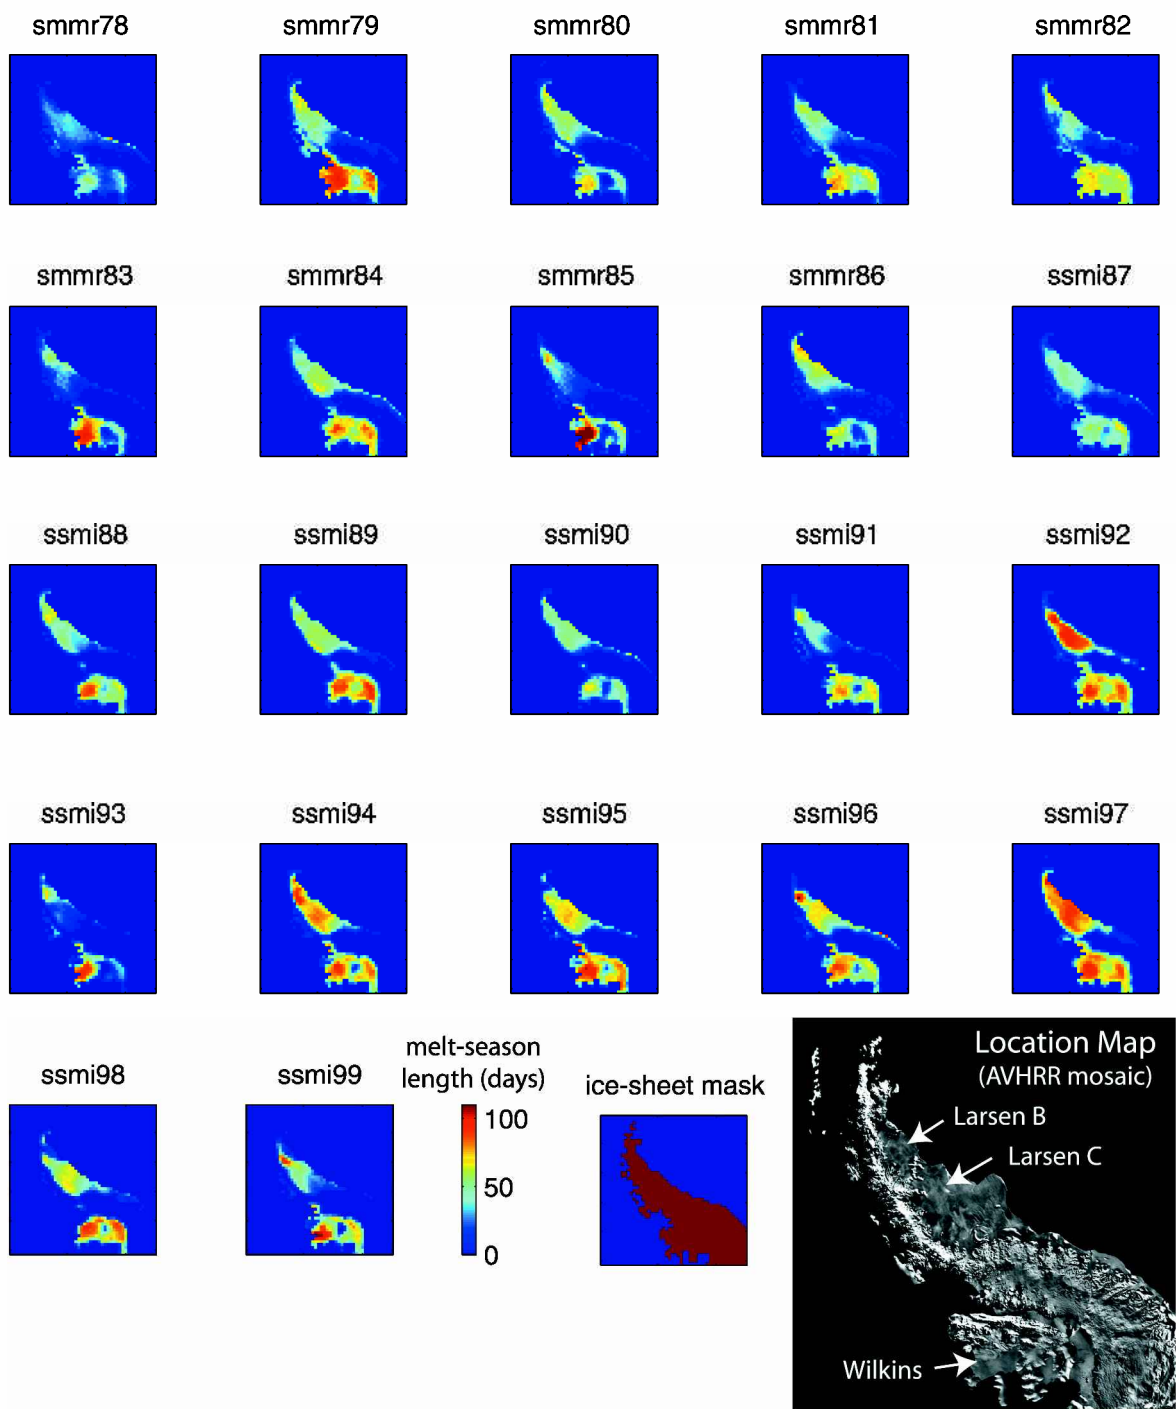 smmr78 smmr79 smmr80 smmr81 smmr82
smmr83 smmr84 smmr85 smmr86 ssmi87
ssmi88 ssmi89 ssmi90 ssmi91 ssmi92
ssmi93 ssmi94 ssmi95 ssmi96 ssmi97
ssmi98 ssmi99
melt-season
length (days)
100
50
0
ice-sheet mask
Location Map
(AVHRR mosaic)
Larsen B
Larsen C
Wilkins